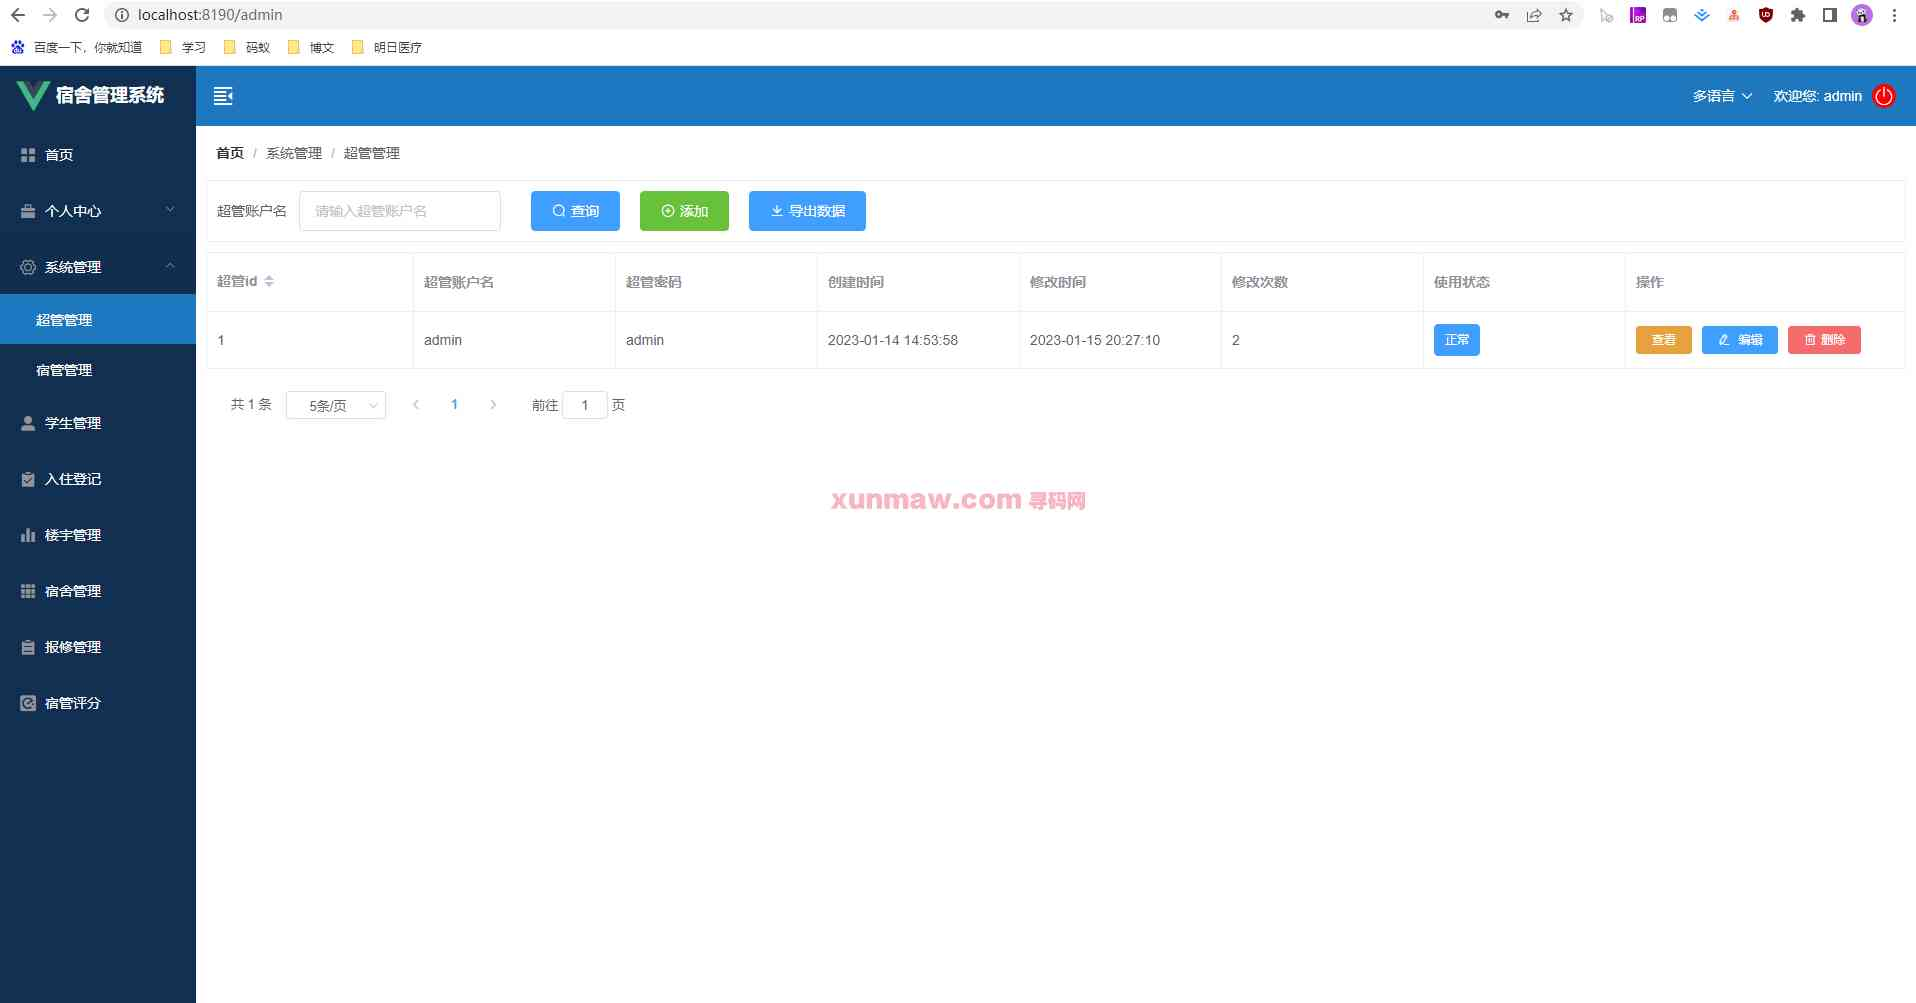 localhost:8190/admin
百度一下，你就知道 学习 码蚁 博文 明日医疗
宿舍管理系统
多语言 欢迎您: admin
首页
个人中心
系统管理
超管管理
宿管管理
学生管理
入住登记
楼宇管理
宿舍管理
报修管理
宿管评分
首页 / 系统管理 / 超管管理
超管账户名 请输入超管账户名 查询 添加 导出数据
超管id 超管账户名 超管密码 创建时间 修改时间 修改次数 使用状态 操作
1 admin admin 2023-01-14 14:53:58 2023-01-15 20:27:10 2 正常 查看 编辑 删除
共 1 条 5条/页 1 前往 1 页
xunmaw.com 寻码网